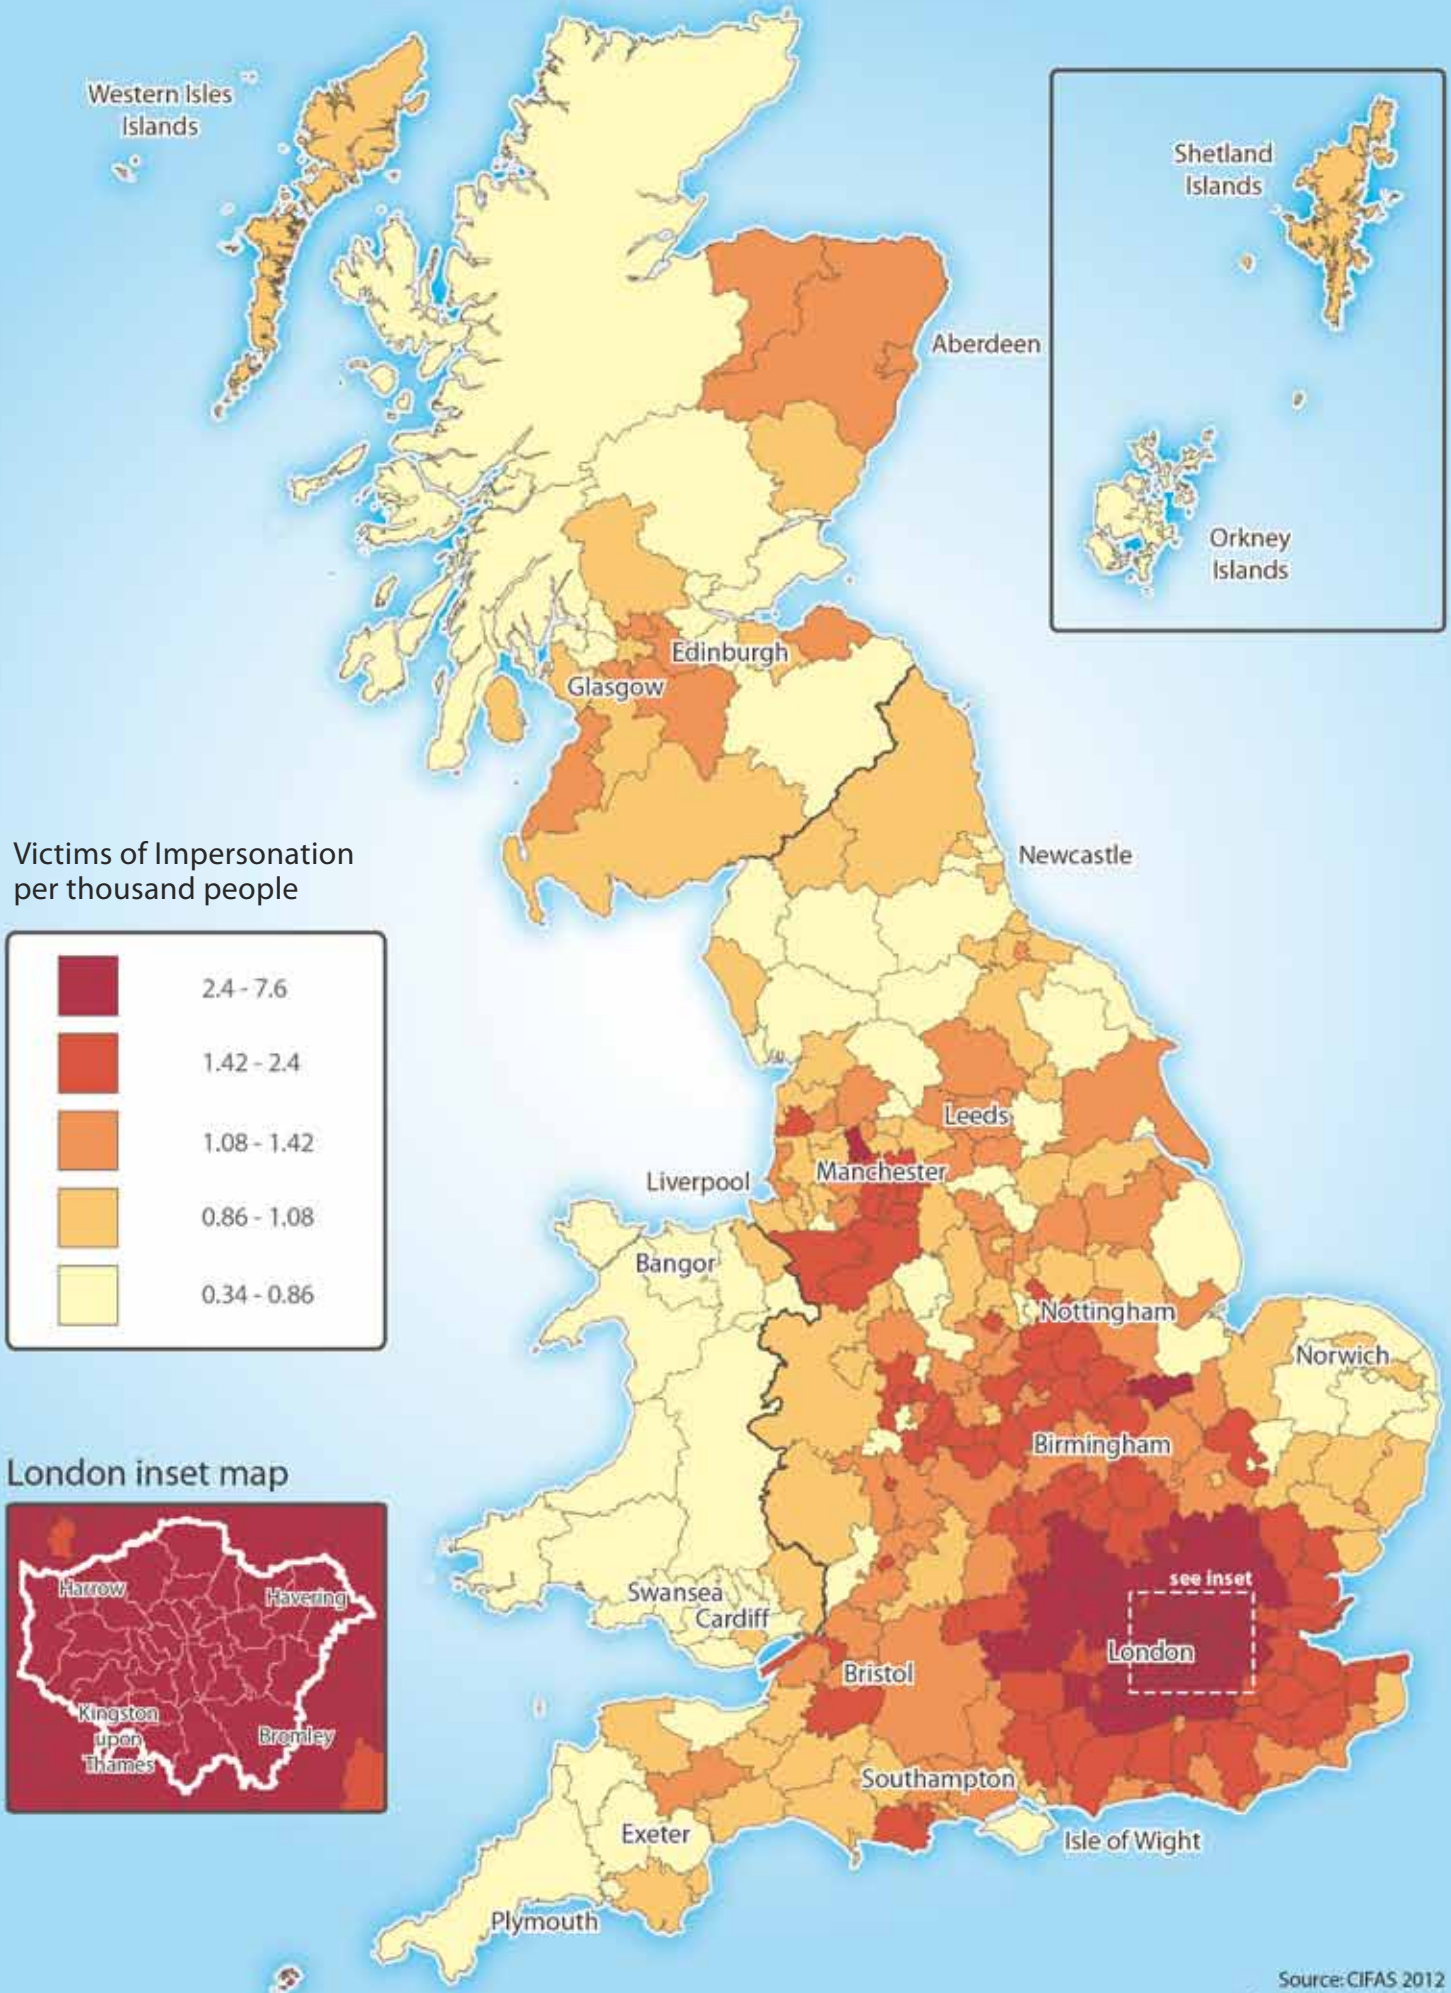 Western Isles
Islands
Shetland
Islands
Aberdeen
Orkney
Islands
Edinburgh
Glasgow
Victims of Impersonation
per thousand people
Newcastle
2.4 - 7.6
1.42 - 2.4
1.08 - 1.42
0.86 - 1.08
0.34 - 0.86
Leeds
Manchester
Liverpool
Bangor
Nottingham
Norwich
Birmingham
London inset map
Harrow
Havering
Kingston
upon
Thames
Bromley
see inset
Swansea
Cardiff
London
Bristol
Southampton
Exeter
Isle of Wight
Plymouth
Source: CIFAS 2012